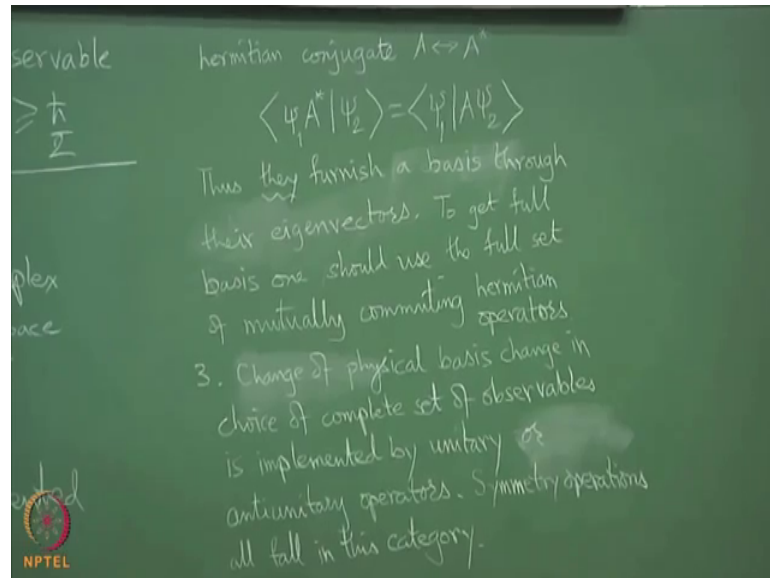 servable
≥ ħ/2
plex
pace
ented
hermitian conjugate A ↔ A*
⟨Ψ₁A*|Ψ₂⟩ = ⟨Ψ₁|AΨ₂⟩
Thus they furnish a basis through
their eigenvectors. To get full
basis one should use the full set
of mutually commuting hermitian
operators
3. Change of physical basis change in
choice of complete set of observables
is implemented by unitary or
antiunitary operators. Symmetry operations
all fall in this category.
NPTEL